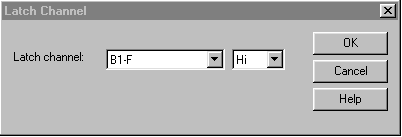 Latch Channel
Latch channel: B1-F Hi
OK
Cancel
Help